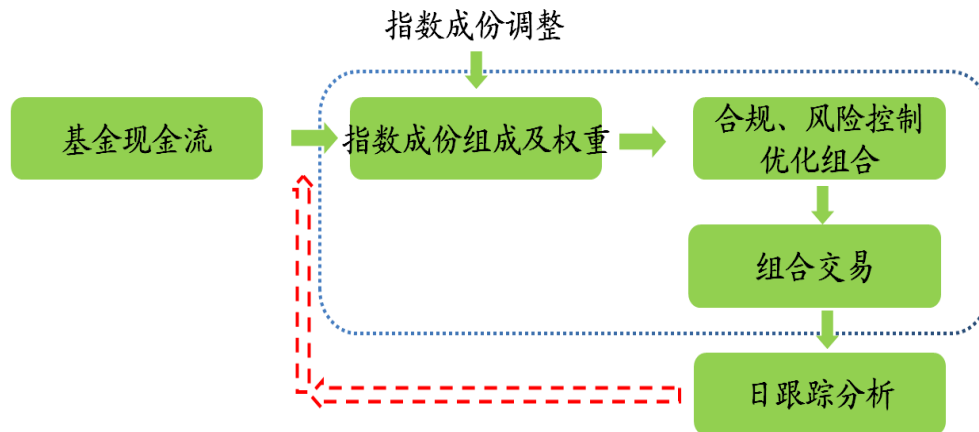 指数成份调整
基金现金流
指数成份组成及权重
合规、风险控制
优化组合
组合交易
日跟踪分析